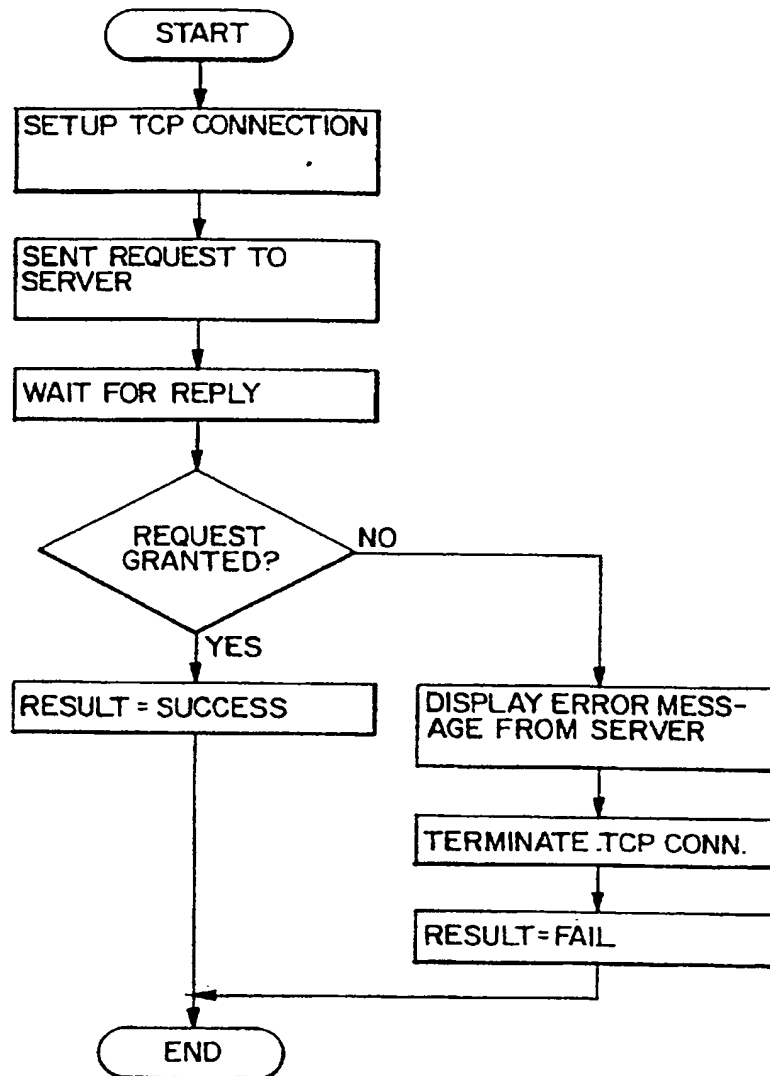 START
SETUP TCP CONNECTION
SENT REQUEST TO
SERVER
WAIT FOR REPLY
REQUEST
GRANTED?
NO
YES
RESULT = SUCCESS
DISPLAY ERROR MESS-
AGE FROM SERVER
TERMINATE TCP CONN.
RESULT=FAIL
END